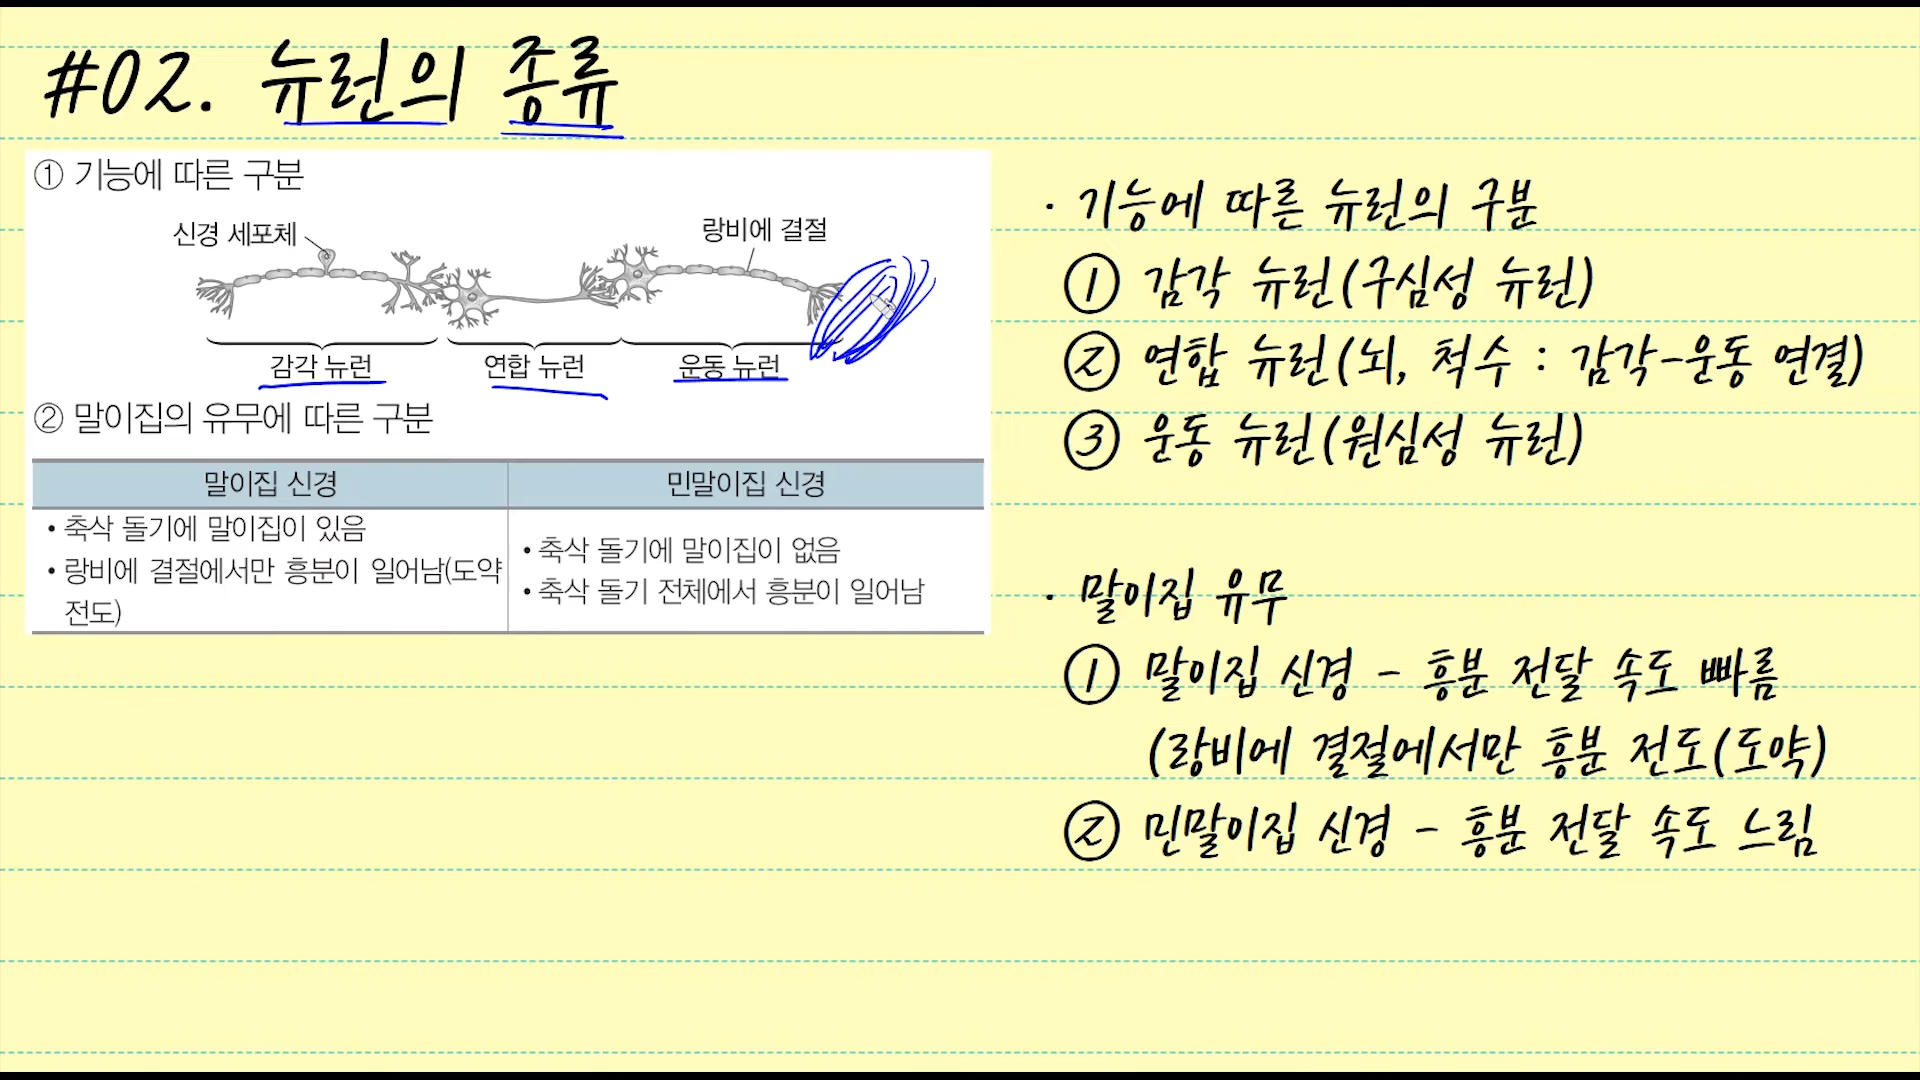 #02. 뉴런의 종류
① 기능에 따른 구분
신경 세포체
랑비에 결절
감각 뉴런
연합 뉴런
운동 뉴런
② 말이집의 유무에 따른 구분
말이집 신경
민말이집 신경
• 축삭 돌기에 말이집이 있음
• 랑비에 결절에서만 흥분이 일어남(도약
전도)
• 축삭 돌기에 말이집이 없음
• 축삭 돌기 전체에서 흥분이 일어남
· 기능에 따른 뉴런의 구분
① 감각 뉴런(구심성 뉴런)
② 연합 뉴런(뇌, 척수 : 감각-운동 연결)
③ 운동 뉴런(원심성 뉴런)
· 말이집 유무
① 말이집 신경 - 흥분 전달 속도 빠름
(랑비에 결절에서만 흥분 전도(도약)
② 민말이집 신경 - 흥분 전달 속도 느림